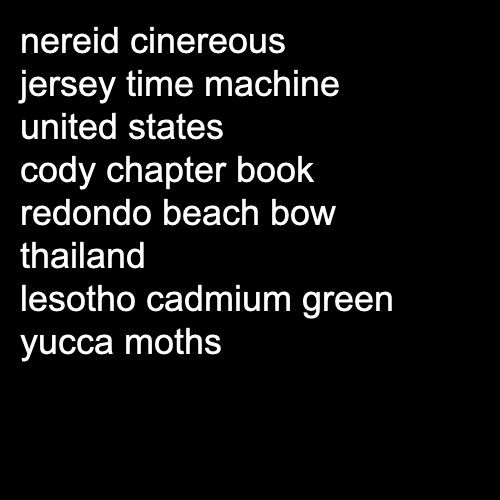 nereid cinereous
jersey time machine
united states
cody chapter book
redondo beach bow
thailand
lesotho cadmium green
yucca moths